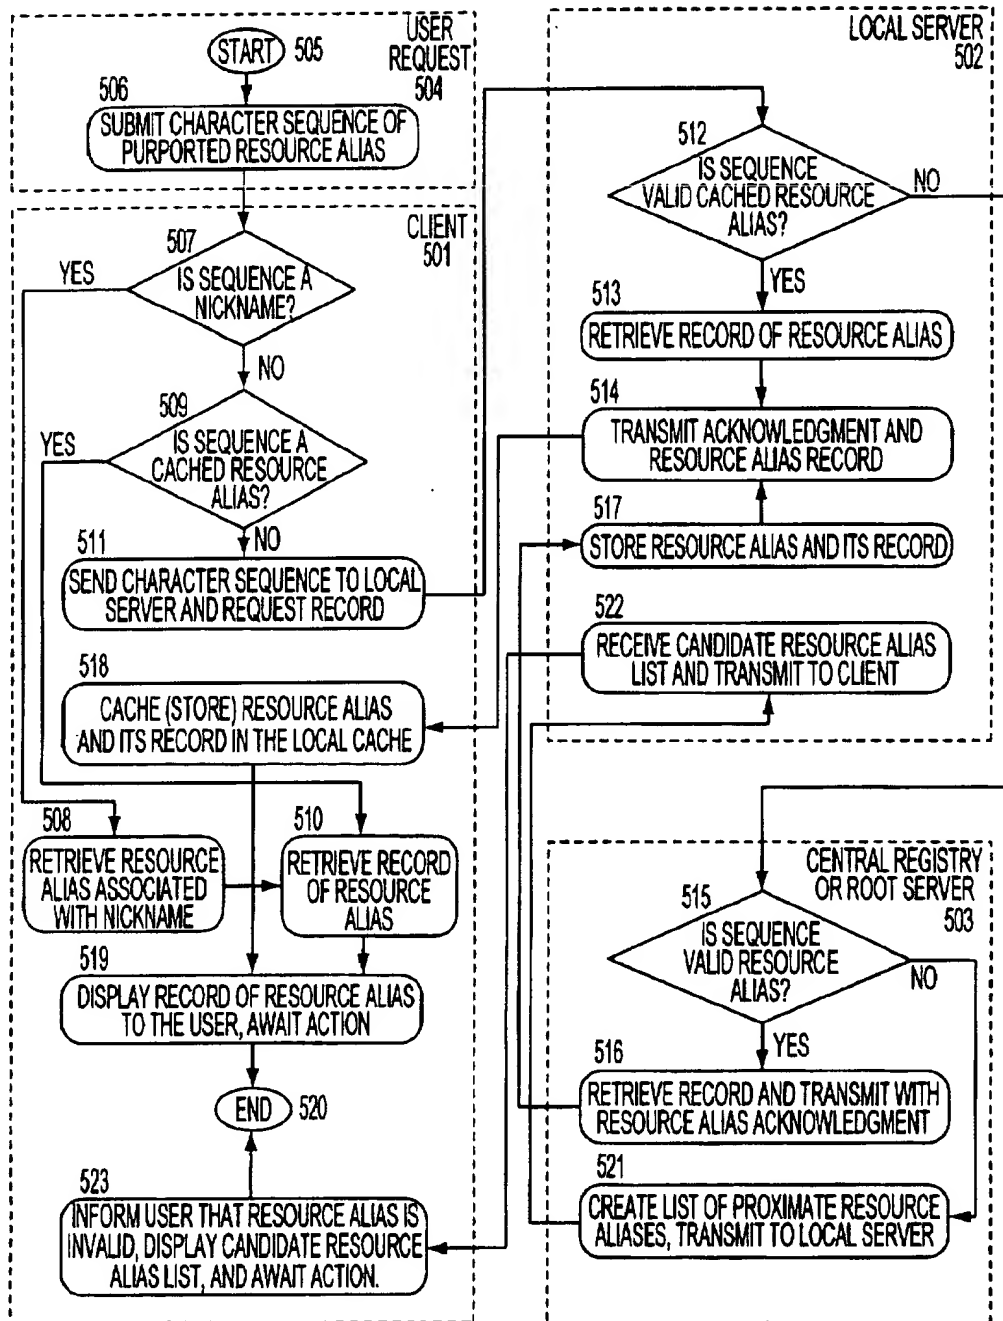 USER
REQUEST
504
START 505
506
SUBMIT CHARACTER SEQUENCE OF
PURPORTED RESOURCE ALIAS
CLIENT
501
507
IS SEQUENCE A
NICKNAME?
YES
NO
509
IS SEQUENCE A
CACHED RESOURCE
ALIAS?
YES
NO
511
SEND CHARACTER SEQUENCE TO LOCAL
SERVER AND REQUEST RECORD
518
CACHE (STORE) RESOURCE ALIAS
AND ITS RECORD IN THE LOCAL CACHE
508
RETRIEVE RESOURCE
ALIAS ASSOCIATED
WITH NICKNAME
510
RETRIEVE RECORD
OF RESOURCE
ALIAS
519
DISPLAY RECORD OF RESOURCE ALIAS
TO THE USER, AWAIT ACTION
END 520
523
INFORM USER THAT RESOURCE ALIAS IS
INVALID, DISPLAY CANDIDATE RESOURCE
ALIAS LIST, AND AWAIT ACTION.
LOCAL SERVER
502
512
IS SEQUENCE
VALID CACHED RESOURCE
ALIAS?
NO
YES
513
RETRIEVE RECORD OF RESOURCE ALIAS
514
TRANSMIT ACKNOWLEDGMENT AND
RESOURCE ALIAS RECORD
517
STORE RESOURCE ALIAS AND ITS RECORD
522
RECEIVE CANDIDATE RESOURCE ALIAS
LIST AND TRANSMIT TO CLIENT
CENTRAL REGISTRY
OR ROOT SERVER
503
515
IS SEQUENCE
VALID RESOURCE
ALIAS?
NO
YES
516
RETRIEVE RECORD AND TRANSMIT WITH
RESOURCE ALIAS ACKNOWLEDGMENT
521
CREATE LIST OF PROXIMATE RESOURCE
ALIASES, TRANSMIT TO LOCAL SERVER